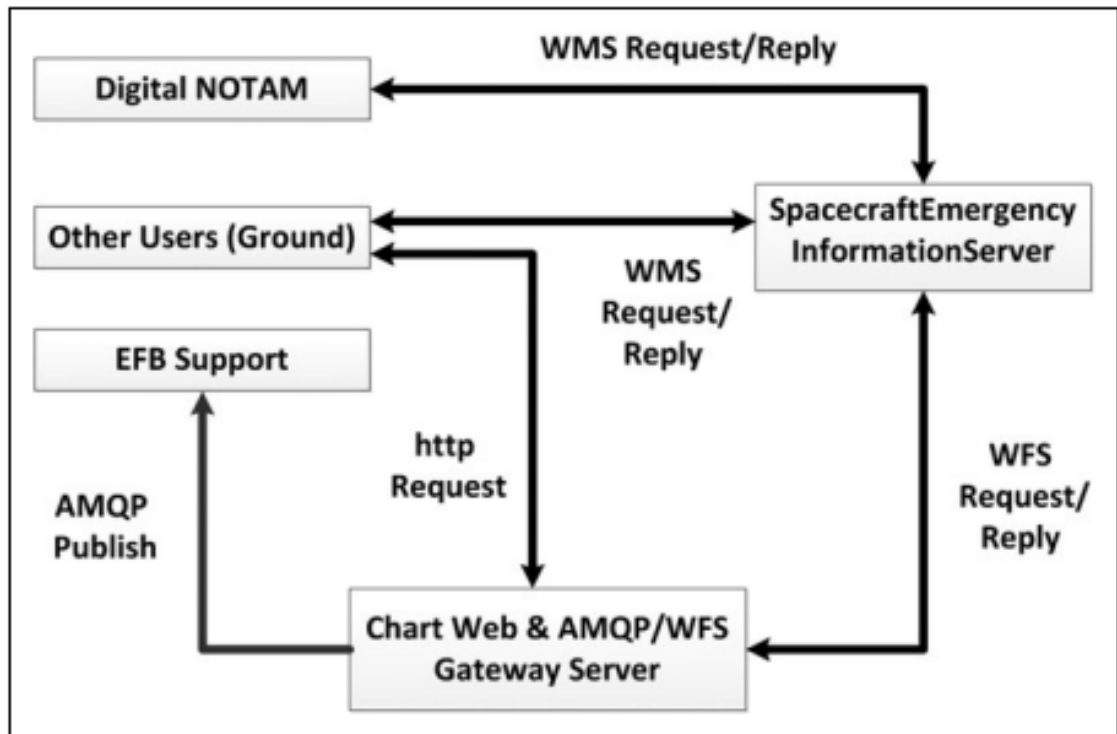 WMS Request/Reply
Digital NOTAM
SpacecraftEmergency
InformationServer
Other Users (Ground)
WMS
Request/
Reply
EFB Support
http
Request
WFS
Request/
Reply
AMQP
Publish
Chart Web & AMQP/WFS
Gateway Server